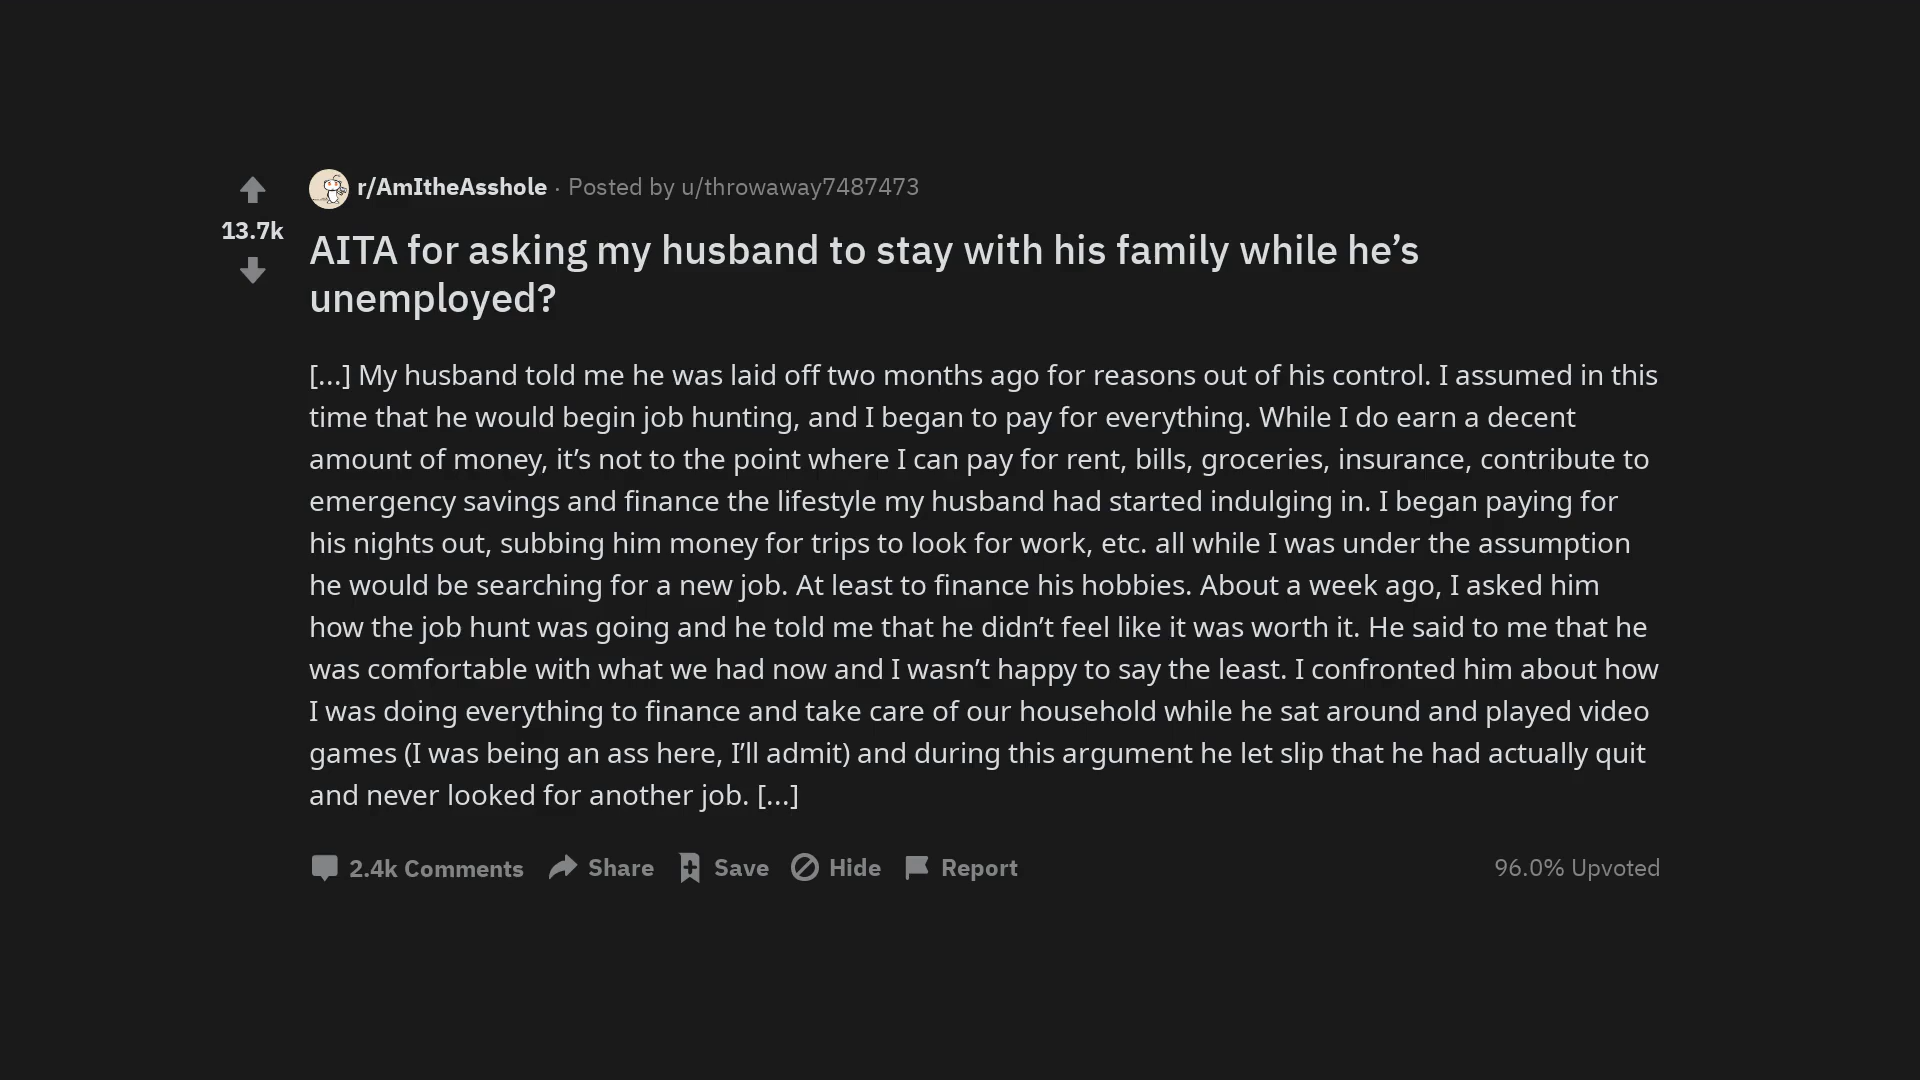 r/AmItheAsshole · Posted by u/throwaway7487473
13.7k
AITA for asking my husband to stay with his family while he’s
unemployed?
[...] My husband told me he was laid off two months ago for reasons out of his control. I assumed in this
time that he would begin job hunting, and I began to pay for everything. While I do earn a decent
amount of money, it’s not to the point where I can pay for rent, bills, groceries, insurance, contribute to
emergency savings and finance the lifestyle my husband had started indulging in. I began paying for
his nights out, subbing him money for trips to look for work, etc. all while I was under the assumption
he would be searching for a new job. At least to finance his hobbies. About a week ago, I asked him
how the job hunt was going and he told me that he didn’t feel like it was worth it. He said to me that he
was comfortable with what we had now and I wasn’t happy to say the least. I confronted him about how
I was doing everything to finance and take care of our household while he sat around and played video
games (I was being an ass here, I’ll admit) and during this argument he let slip that he had actually quit
and never looked for another job. [...]
2.4k Comments Share Save Hide Report 96.0% Upvoted